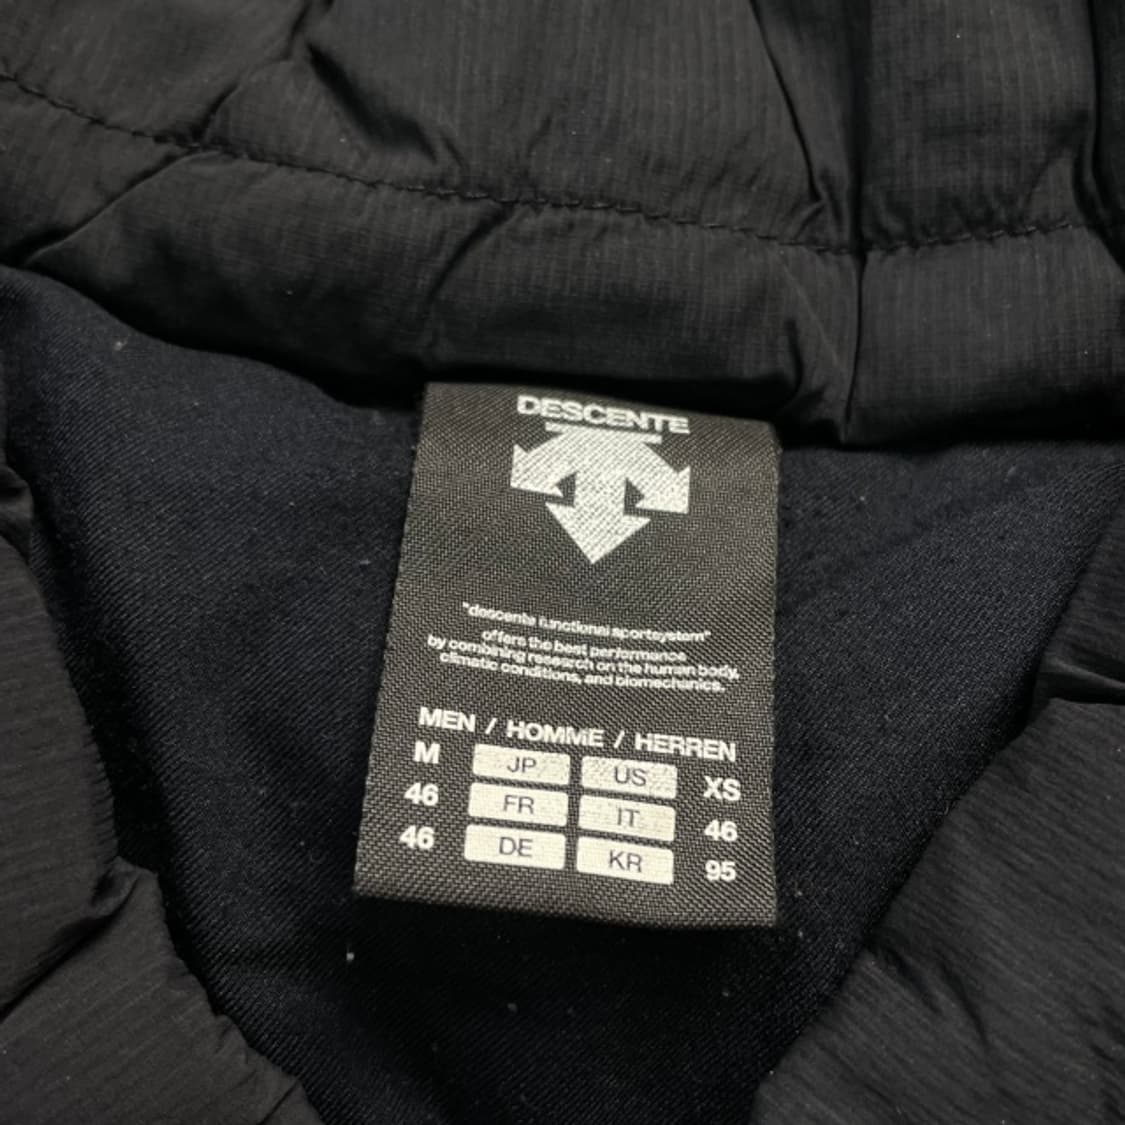 DESCENTE
"descente functional sportsystem"
offers the best performance
by combining research on the human body,
climatic conditions, and biomechanics.
MEN / HOMME / HERREN
M JP US XS
46 FR IT 46
46 DE KR 95